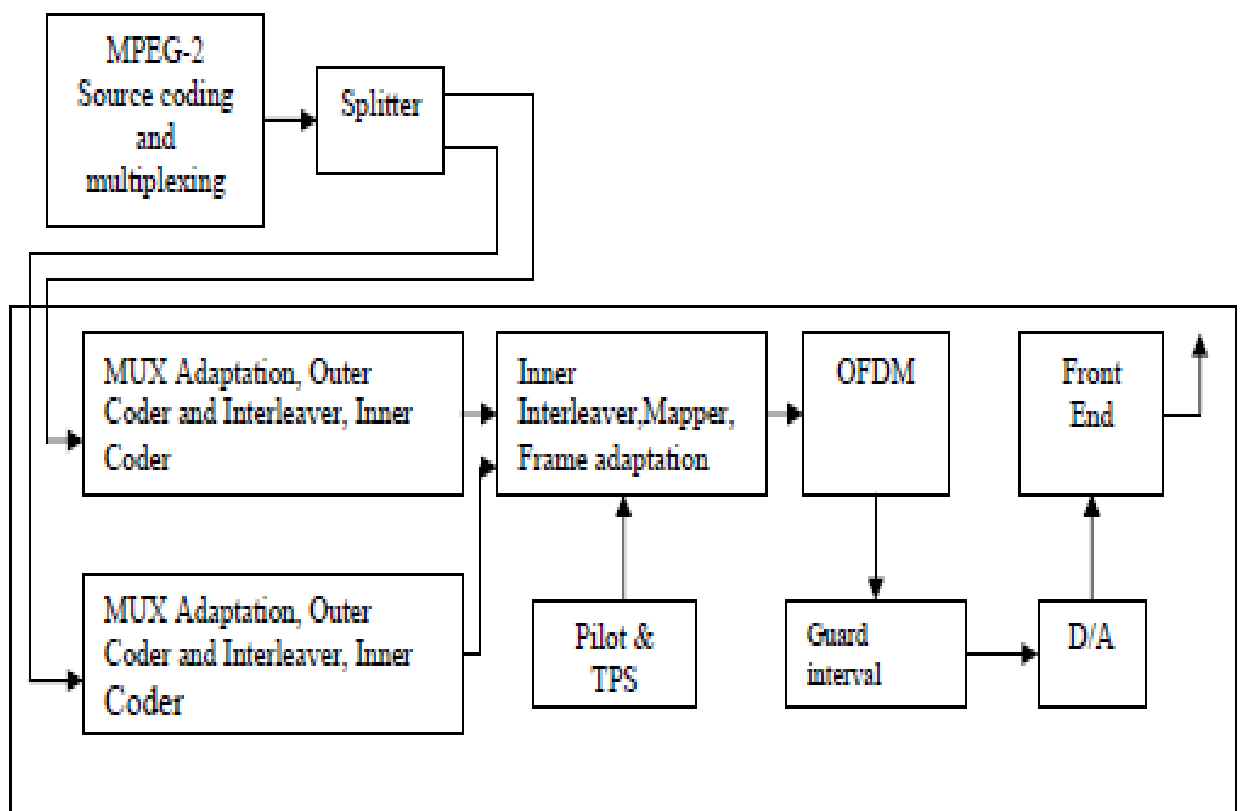 MPEG-2
Source coding
and
multiplexing
Splitter
MUX Adaptation, Outer
Coder and Interleaver, Inner
Coder
Inner
Interleaver,Mapper,
Frame adaptation
OFDM
Front
End
MUX Adaptation, Outer
Coder and Interleaver, Inner
Coder
Pilot &
TPS
Guard
interval
D/A